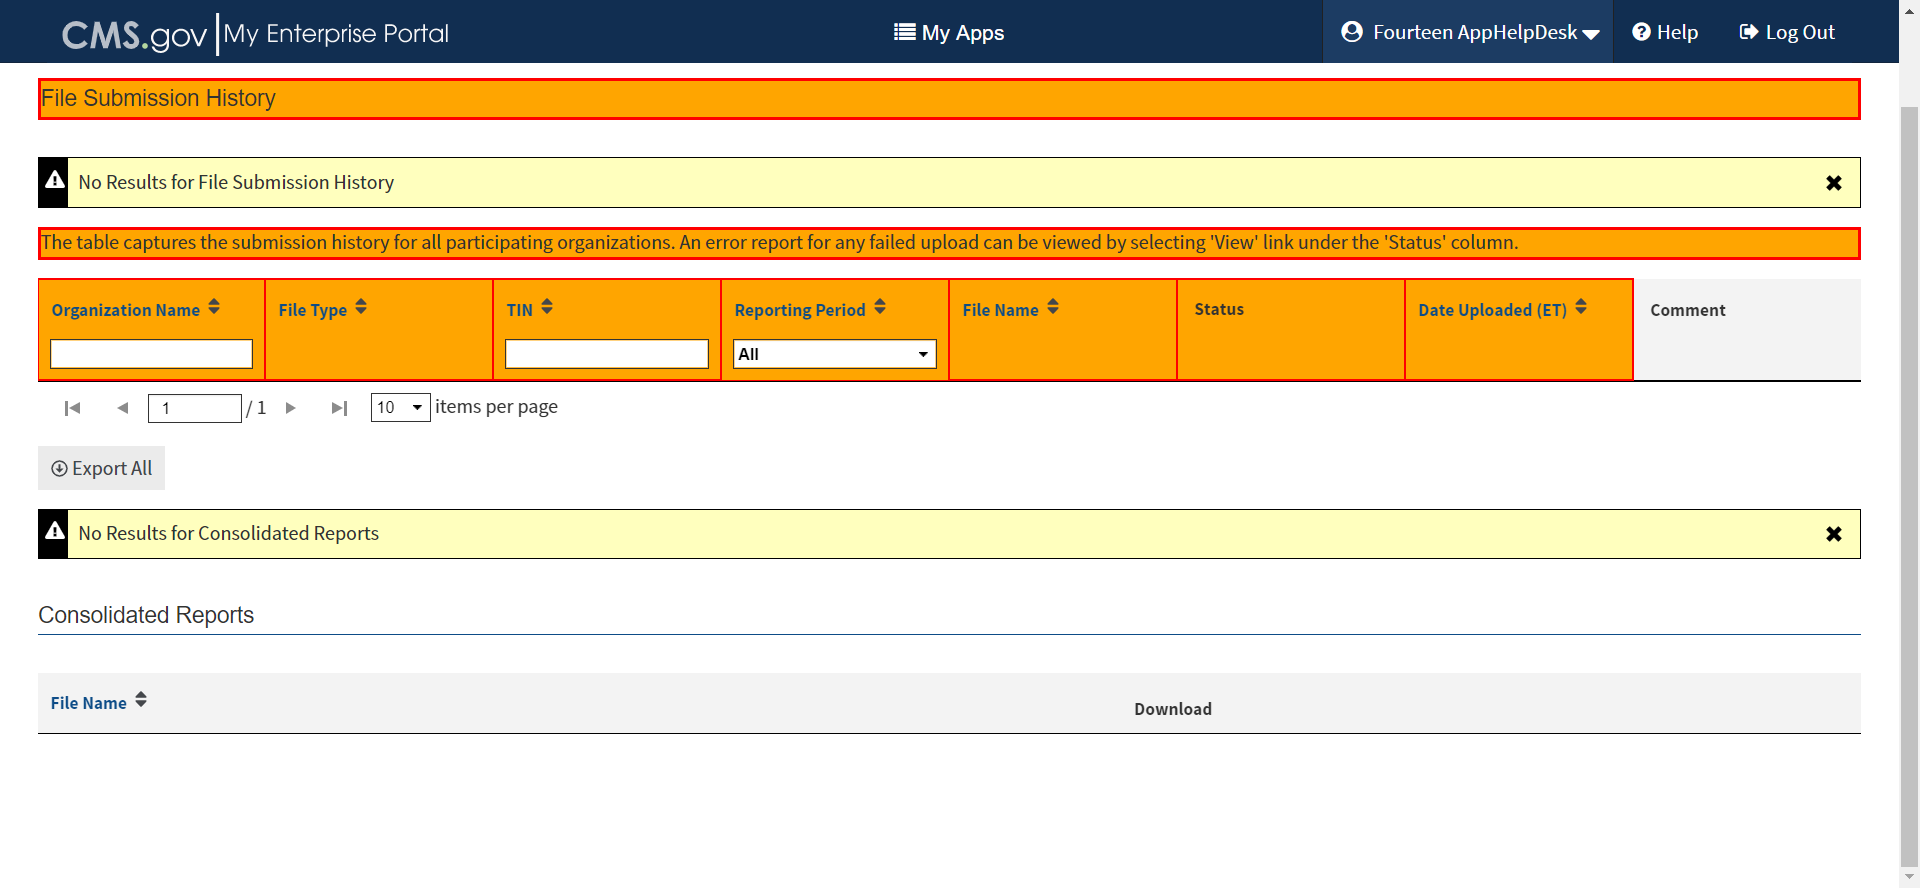 CMS.gov My Enterprise Portal My Apps Fourteen AppHelpDesk Help Log Out
File Submission History
No Results for File Submission History
The table captures the submission history for all participating organizations. An error report for any failed upload can be viewed by selecting 'View' link under the 'Status' column.
Organization Name File Type TIN Reporting Period File Name Status Date Uploaded (ET) Comment
All
1 / 1 10 items per page
Export All
No Results for Consolidated Reports
Consolidated Reports
File Name Download